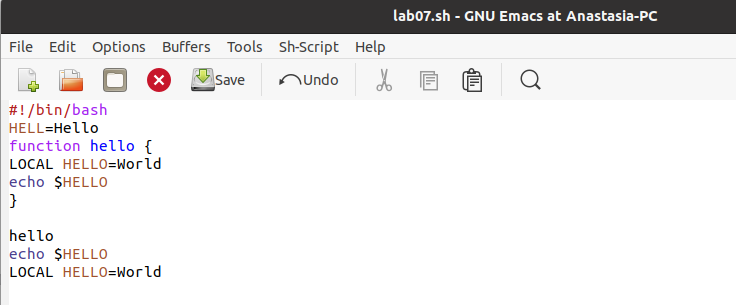 lab07.sh - GNU Emacs at Anastasia-PC
File Edit Options Buffers Tools Sh-Script Help
Save Undo
#!/bin/bash
HELL=Hello
function hello {
LOCAL HELLO=World
echo $HELLO
}
hello
echo $HELLO
LOCAL HELLO=World